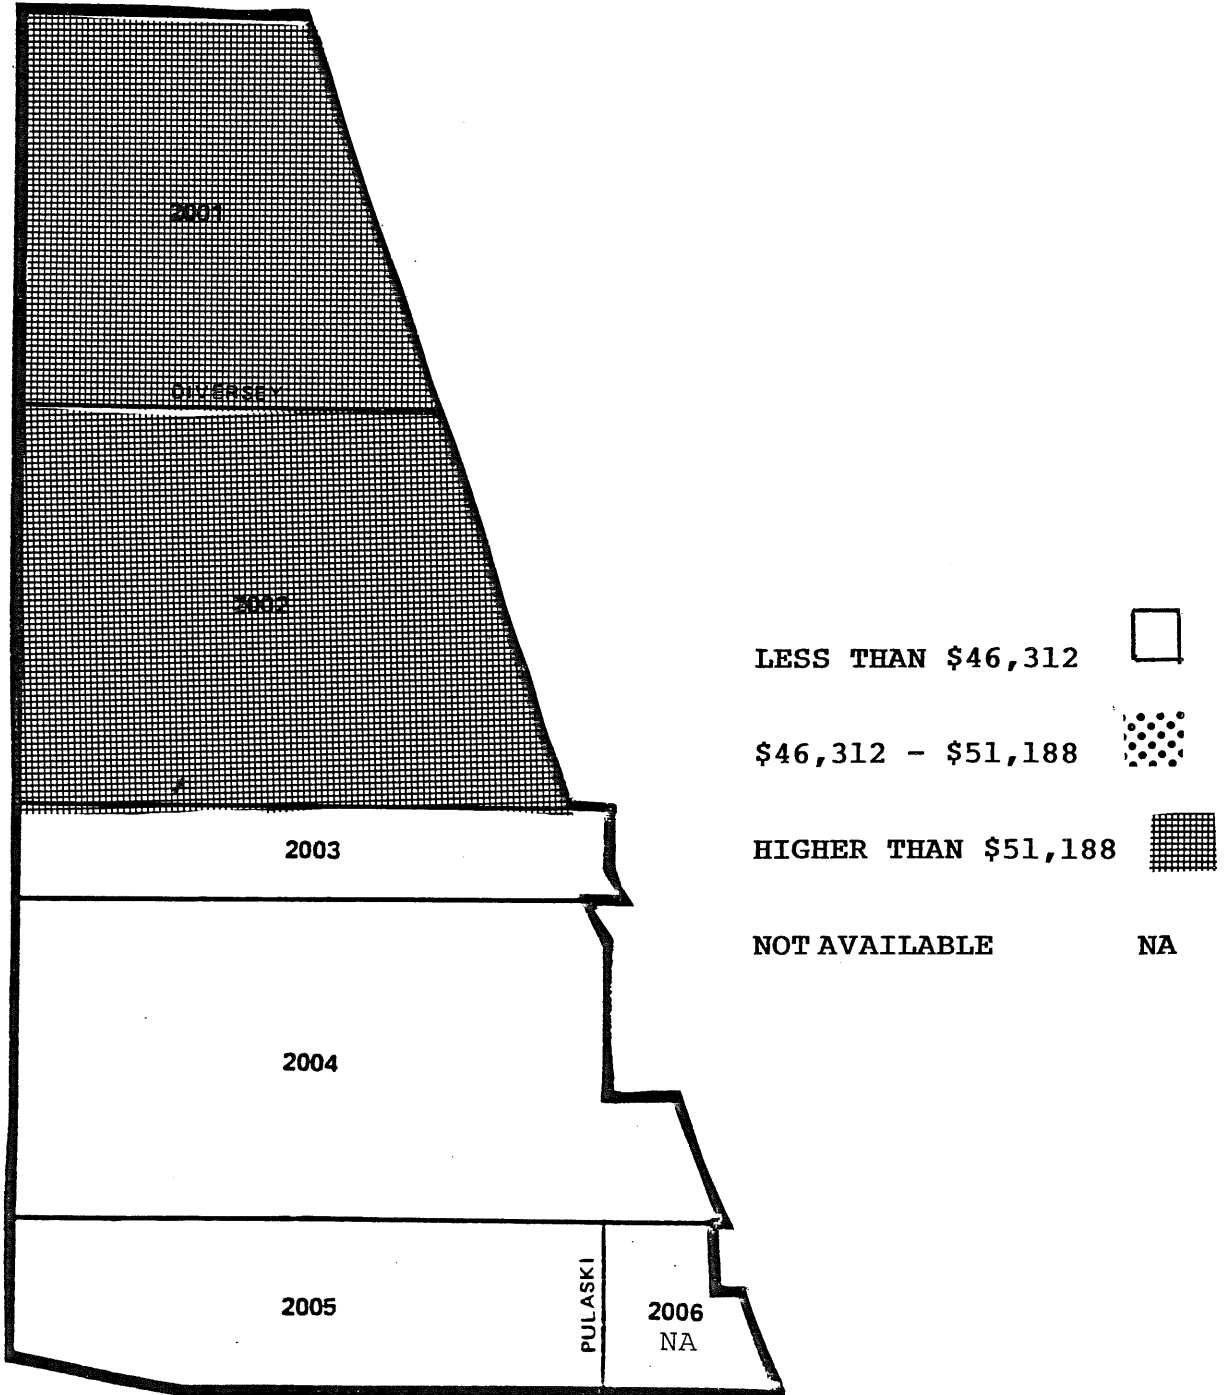 2001
DIVERSEY
2002
LESS THAN $46,312
$46,312 - $51,188
2003
HIGHER THAN $51,188
NOT AVAILABLE NA
2004
PULASKI
2005
2006
NA